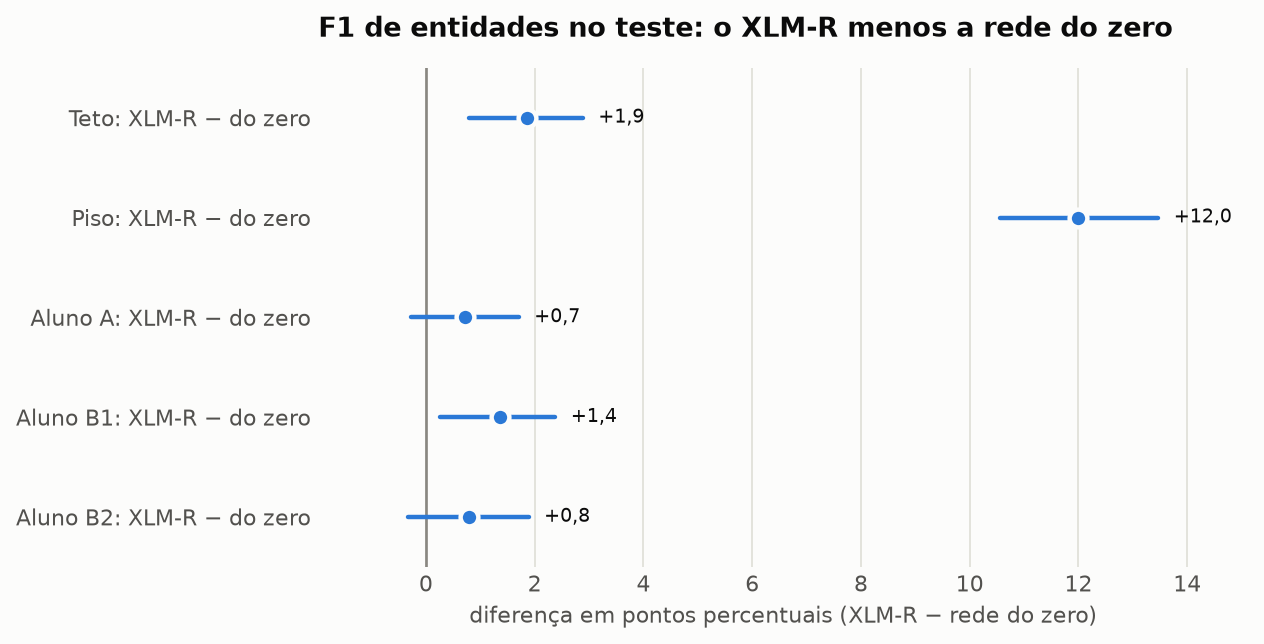 F1 de entidades no teste: o XLM-R menos a rede do zero
Teto: XLM-R − do zero
+1,9
Piso: XLM-R − do zero
+12,0
Aluno A: XLM-R − do zero
+0,7
Aluno B1: XLM-R − do zero
+1,4
Aluno B2: XLM-R − do zero
+0,8
0 2 4 6 8 10 12 14
diferença em pontos percentuais (XLM-R − rede do zero)